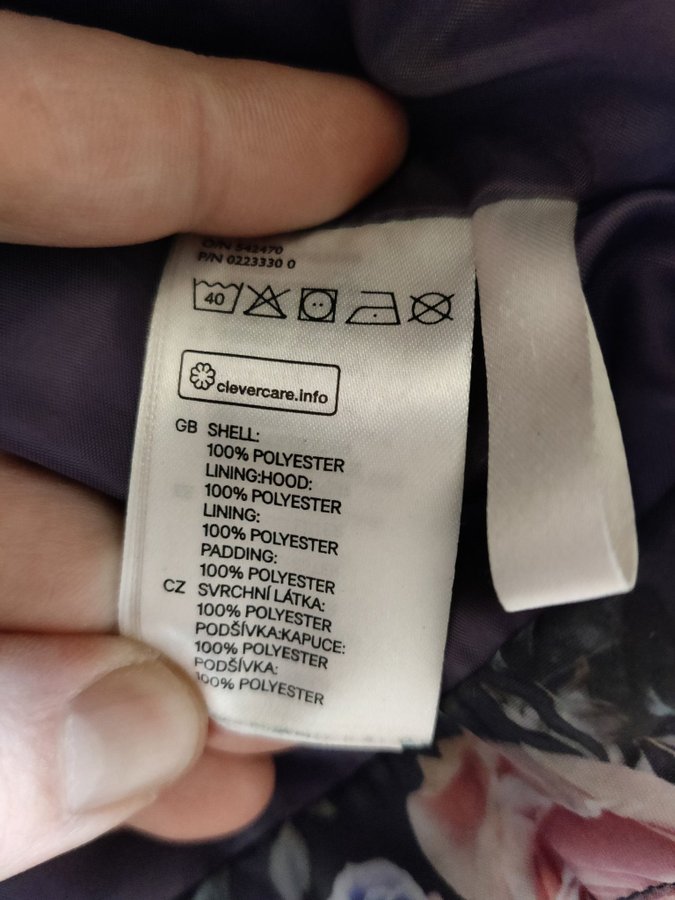 O/N 542470
P/N 0223330 0
40
clevercare.info
GB SHELL:
100% POLYESTER
LINING:HOOD:
100% POLYESTER
LINING:
100% POLYESTER
PADDING:
100% POLYESTER
CZ SVRCHNÍ LÁTKA:
100% POLYESTER
PODŠÍVKA:KAPUCE:
100% POLYESTER
PODŠÍVKA:
100% POLYESTER